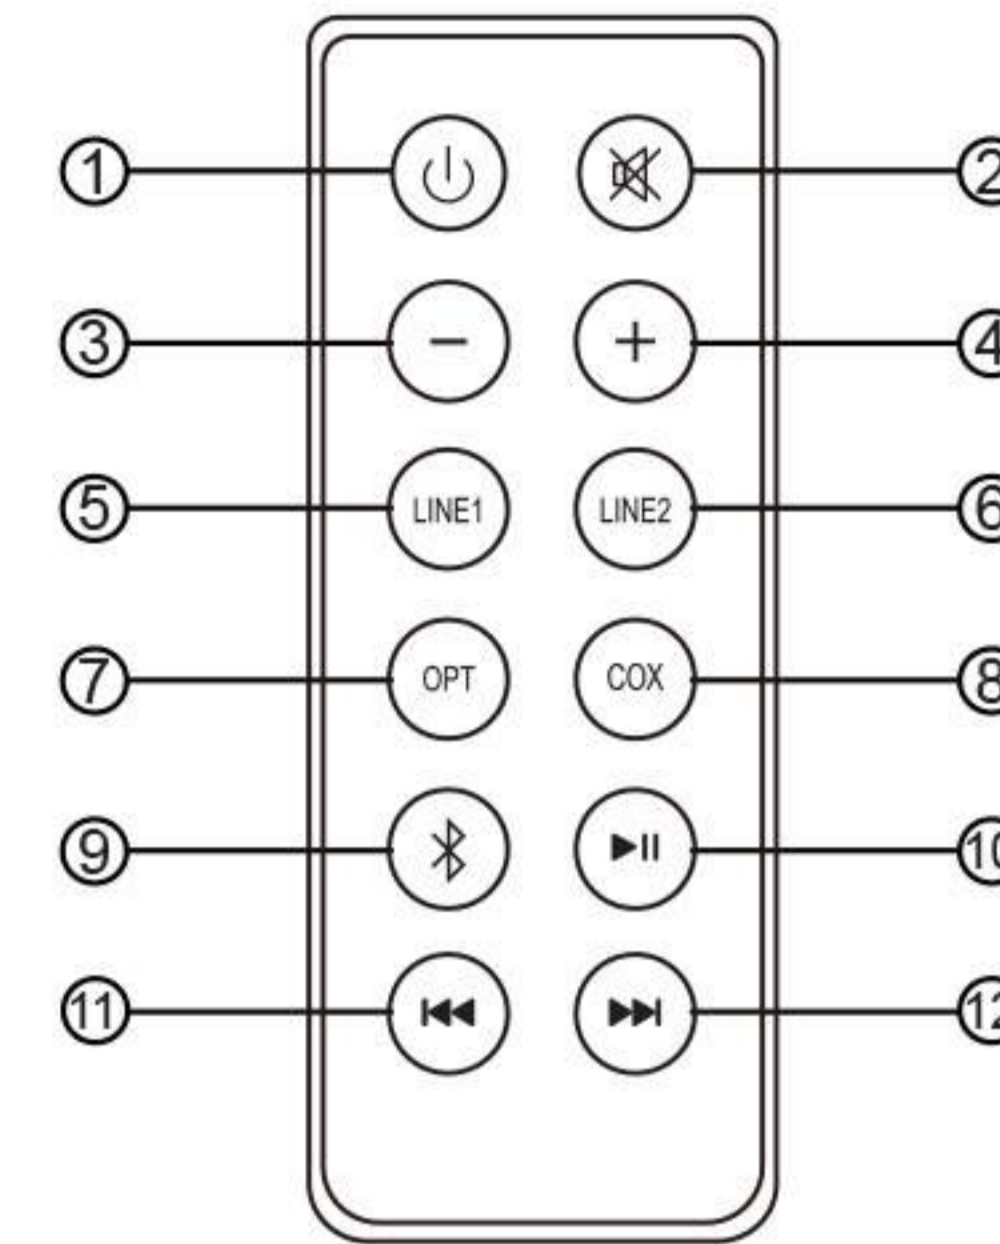 ① ②
③ − + ④
⑤ LINE1 LINE2 ⑥
⑦ OPT COX ⑧
⑨ ⑩
⑪ ⑫